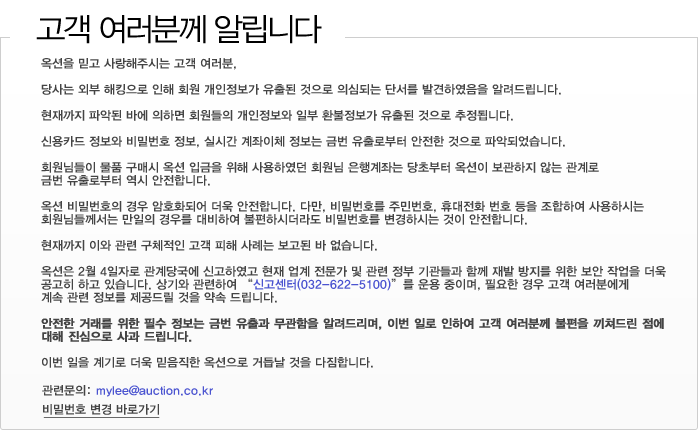 고객 여러분께 알립니다
옥션을 믿고 사랑해주시는 고객 여러분,
당사는 외부 해킹으로 인해 회원 개인정보가 유출된 것으로 의심되는 단서를 발견하였음을 알려드립니다.
현재까지 파악된 바에 의하면 회원들의 개인정보와 일부 환불정보가 유출된 것으로 추정됩니다.
신용카드 정보와 비밀번호 정보, 실시간 계좌이체 정보는 금번 유출로부터 안전한 것으로 파악되었습니다.
회원님들이 물품 구매시 옥션 입금을 위해 사용하였던 회원님 은행계좌는 당초부터 옥션이 보관하지 않는 관계로
금번 유출로부터 역시 안전합니다.
옥션 비밀번호의 경우 암호화되어 더욱 안전합니다. 다만, 비밀번호를 주민번호, 휴대전화 번호 등을 조합하여 사용하시는
회원님들께서는 만일의 경우를 대비하여 불편하시더라도 비밀번호를 변경하시는 것이 안전합니다.
현재까지 이와 관련 구체적인 고객 피해 사례는 보고된 바 없습니다.
옥션은 2월 4일자로 관계당국에 신고하였고 현재 업계 전문가 및 관련 정부 기관들과 함께 재발 방지를 위한 보안 작업을 더욱
공고히 하고 있습니다. 상기와 관련하여 “신고센터(032-622-5100)”를 운용 중이며, 필요한 경우 고객 여러분에게
계속 관련 정보를 제공드릴 것을 약속 드립니다.
안전한 거래를 위한 필수 정보는 금번 유출과 무관함을 알려드리며, 이번 일로 인하여 고객 여러분께 불편을 끼쳐드린 점에
대해 진심으로 사과 드립니다.
이번 일을 계기로 더욱 믿음직한 옥션으로 거듭날 것을 다짐합니다.
관련문의: mylee@auction.co.kr
비밀번호 변경 바로가기